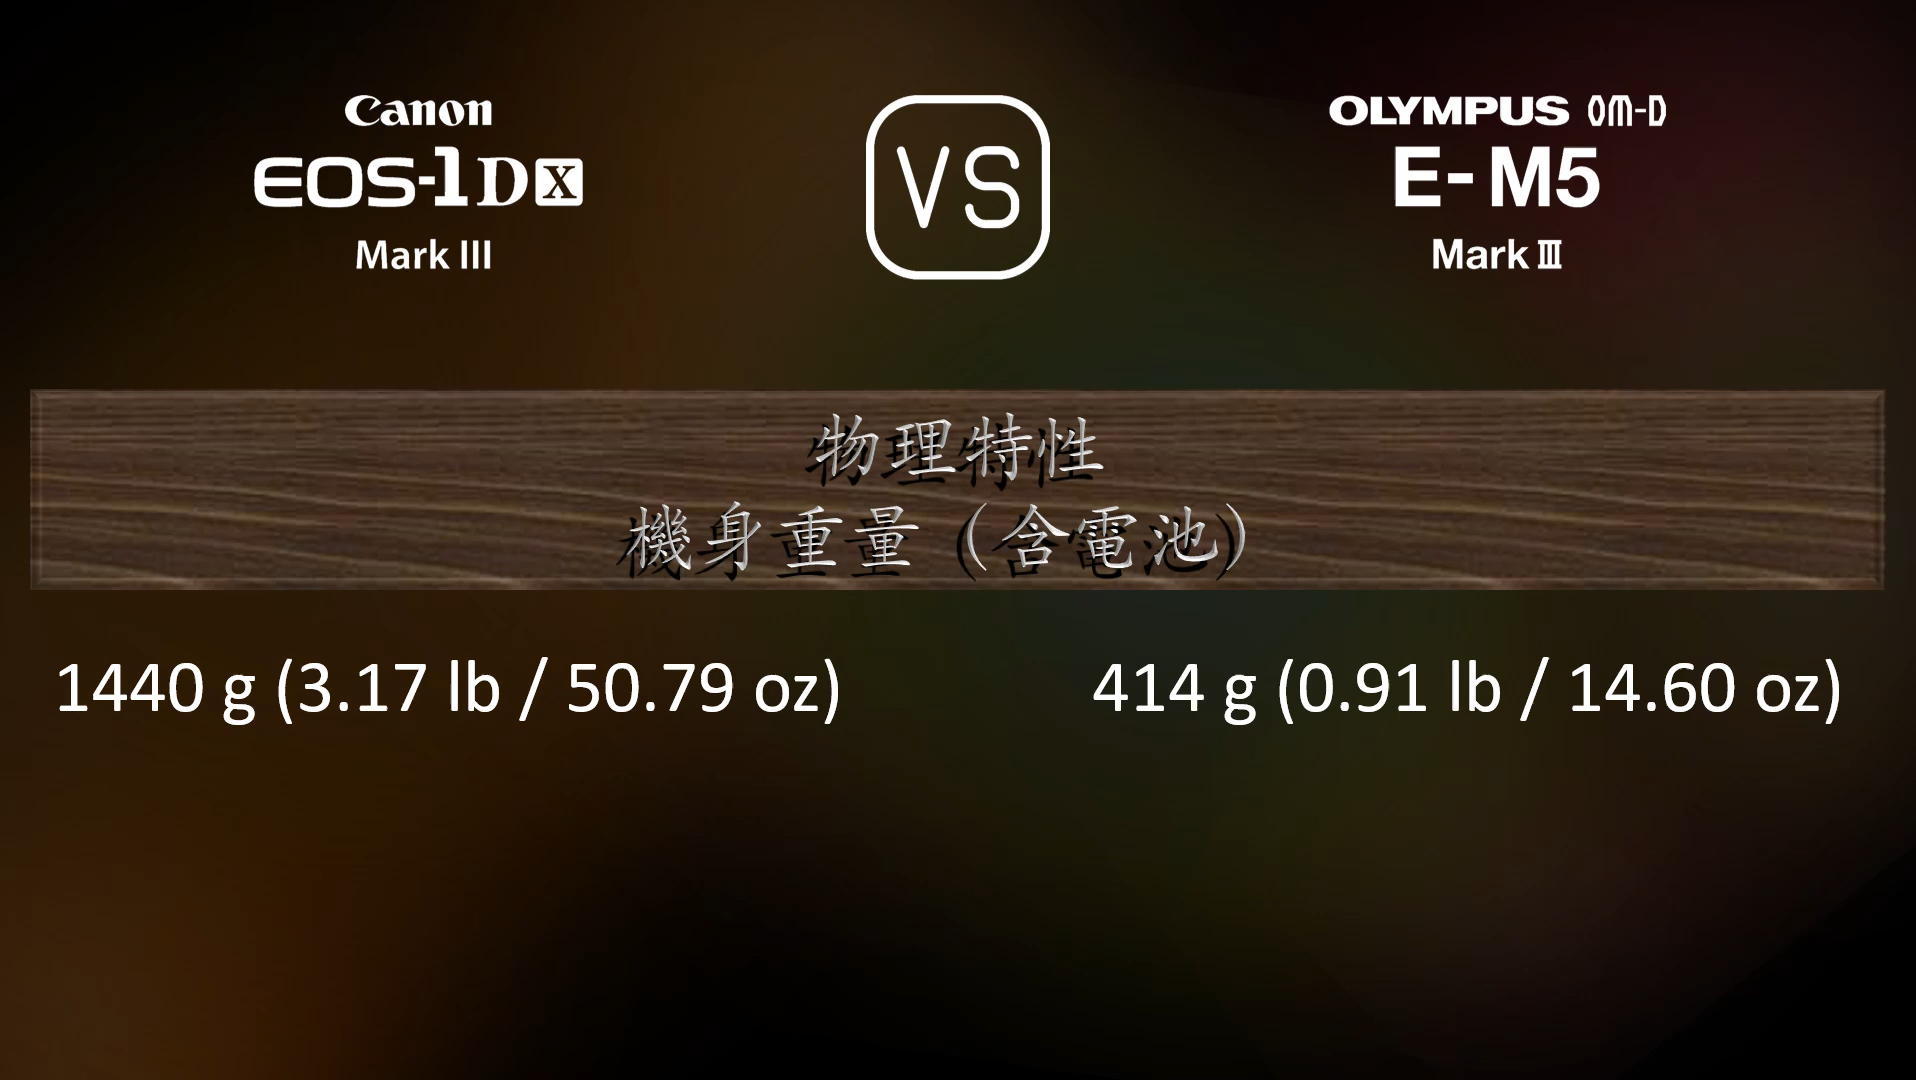 Canon
EOS-1DX
Mark III
VS
OLYMPUS OM-D
E-M5
Mark III
物理特性
機身重量（含電池）
1440 g (3.17 lb / 50.79 oz)
414 g (0.91 lb / 14.60 oz)